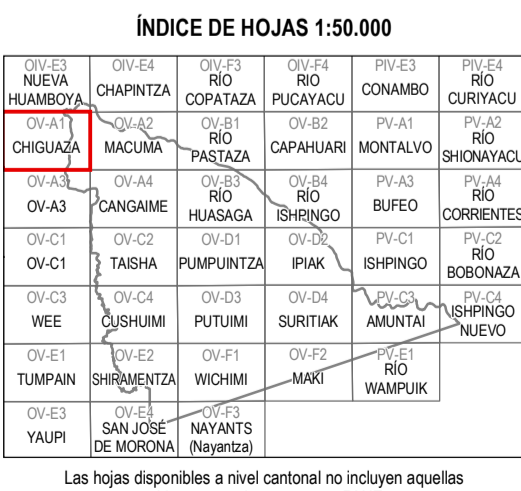 ÍNDICE DE HOJAS 1:50.000
OIV-E3 OIV-E4 OIV-F3 OIV-F4 PIV-E3 PIV-E4
NUEVA HUAMBOYA CHAPINTZA RÍO COPATAZA RIO PUCAYACU CONAMBO RÍO CURIYACU
OV-A1 OV-A2 OV-B1 OV-B2 PV-A1 PV-A2
CHIGUAZA MACUMA RÍO PASTAZA CAPAHUARI MONTALVO RÍO SHIONAYACU
OV-A3 OV-A4 OV-B3 OV-B4 PV-A3 PV-A4
OV-A3 CANGAIME RÍO HUASAGA RÍO ISHPINGO BUFEO RÍO CORRIENTES
OV-C1 OV-C2 OV-D1 OV-D2 PV-C1 PV-C2
OV-C1 TAISHA PUMPUINTZA IPIAK ISHPINGO RÍO BOBONAZA
OV-C3 OV-C4 OV-D3 OV-D4 PV-C3 PV-C4
WEE CUSHUIMI PUTUIMI SURITIAK AMUNTAI ISHPINGO NUEVO
OV-E1 OV-E2 OV-F1 OV-F2 PV-E1
TUMPAIN SHIRAMENTZA WICHIMI MAKI RÍO WAMPUIK
OV-E3 OV-E4 OV-F3
YAUPI SAN JOSÉ DE MORONA NAYANTS (Nayantza)
Las hojas disponibles a nivel cantonal no incluyen aquellas